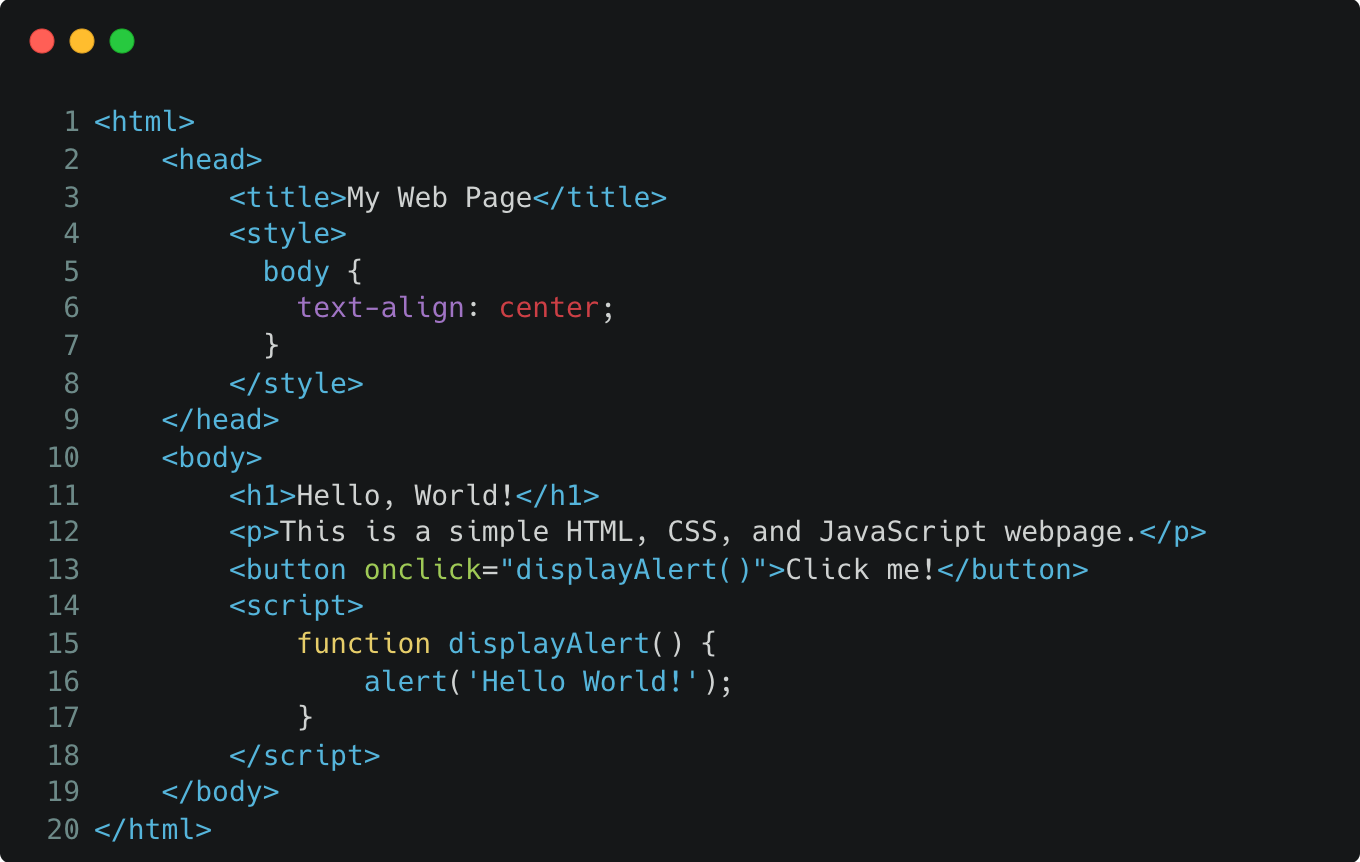 1 <html>
2     <head>
3         <title>My Web Page</title>
4         <style>
5           body {
6             text-align: center;
7           }
8         </style>
9     </head>
10     <body>
11         <h1>Hello, World!</h1>
12         <p>This is a simple HTML, CSS, and JavaScript webpage.</p>
13         <button onclick="displayAlert()">Click me!</button>
14         <script>
15             function displayAlert() {
16                 alert('Hello World!');
17             }
18         </script>
19     </body>
20 </html>